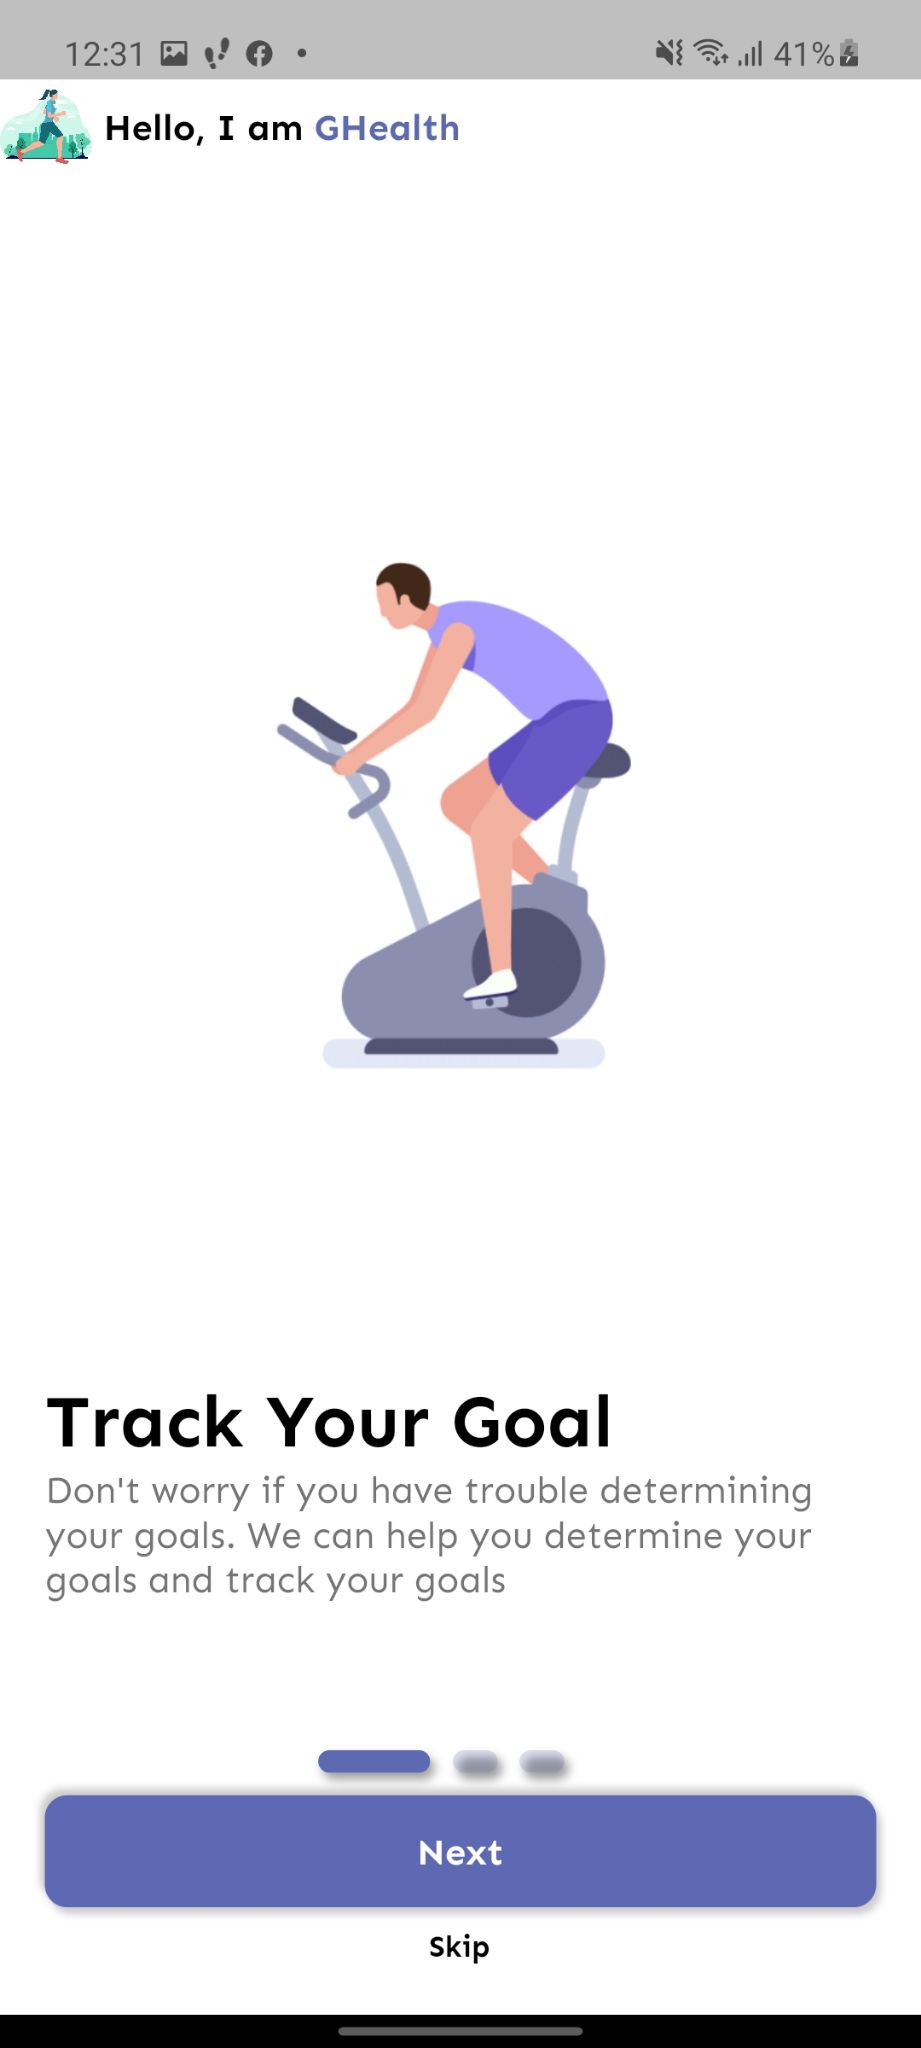 12:31 41%
Hello, I am GHealth
Track Your Goal
Don't worry if you have trouble determining
your goals. We can help you determine your
goals and track your goals
Next
Skip